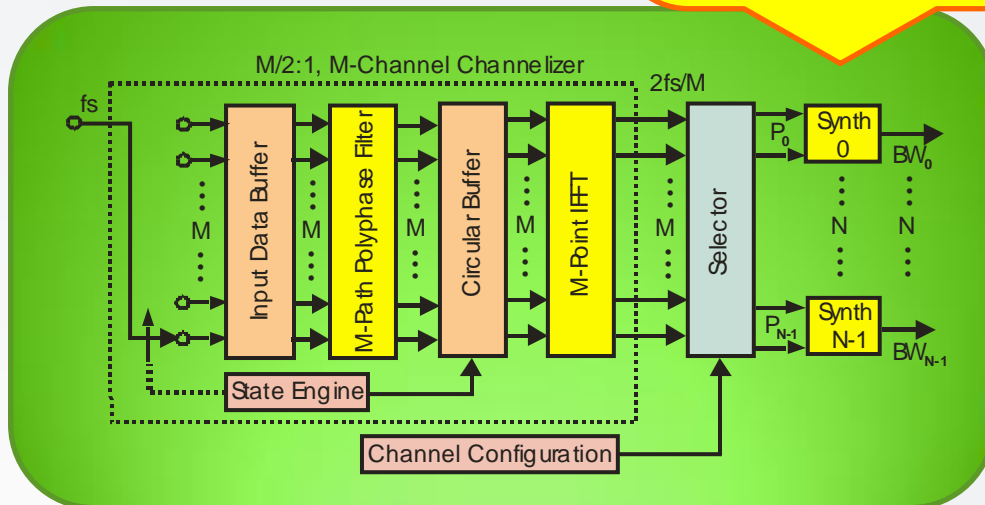 M/2:1, M-Channel Channelizer
fs
2fs/M
Input Data Buffer
M-Path Polyphase Filter
Circular Buffer
M-Point IFFT
Selector
M
M
M
M
M
P0
Synth
0
BW0
N
N
PN-1
Synth
N-1
BWN-1
State Engine
Channel Configuration